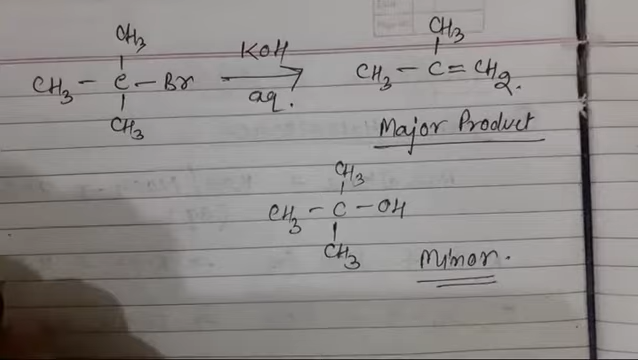 CH3 CH3
CH3 - C - Br KOH aq. CH3 - C = CH2.
CH3
Major Product
CH3
CH3 - C - OH
CH3
Minor.